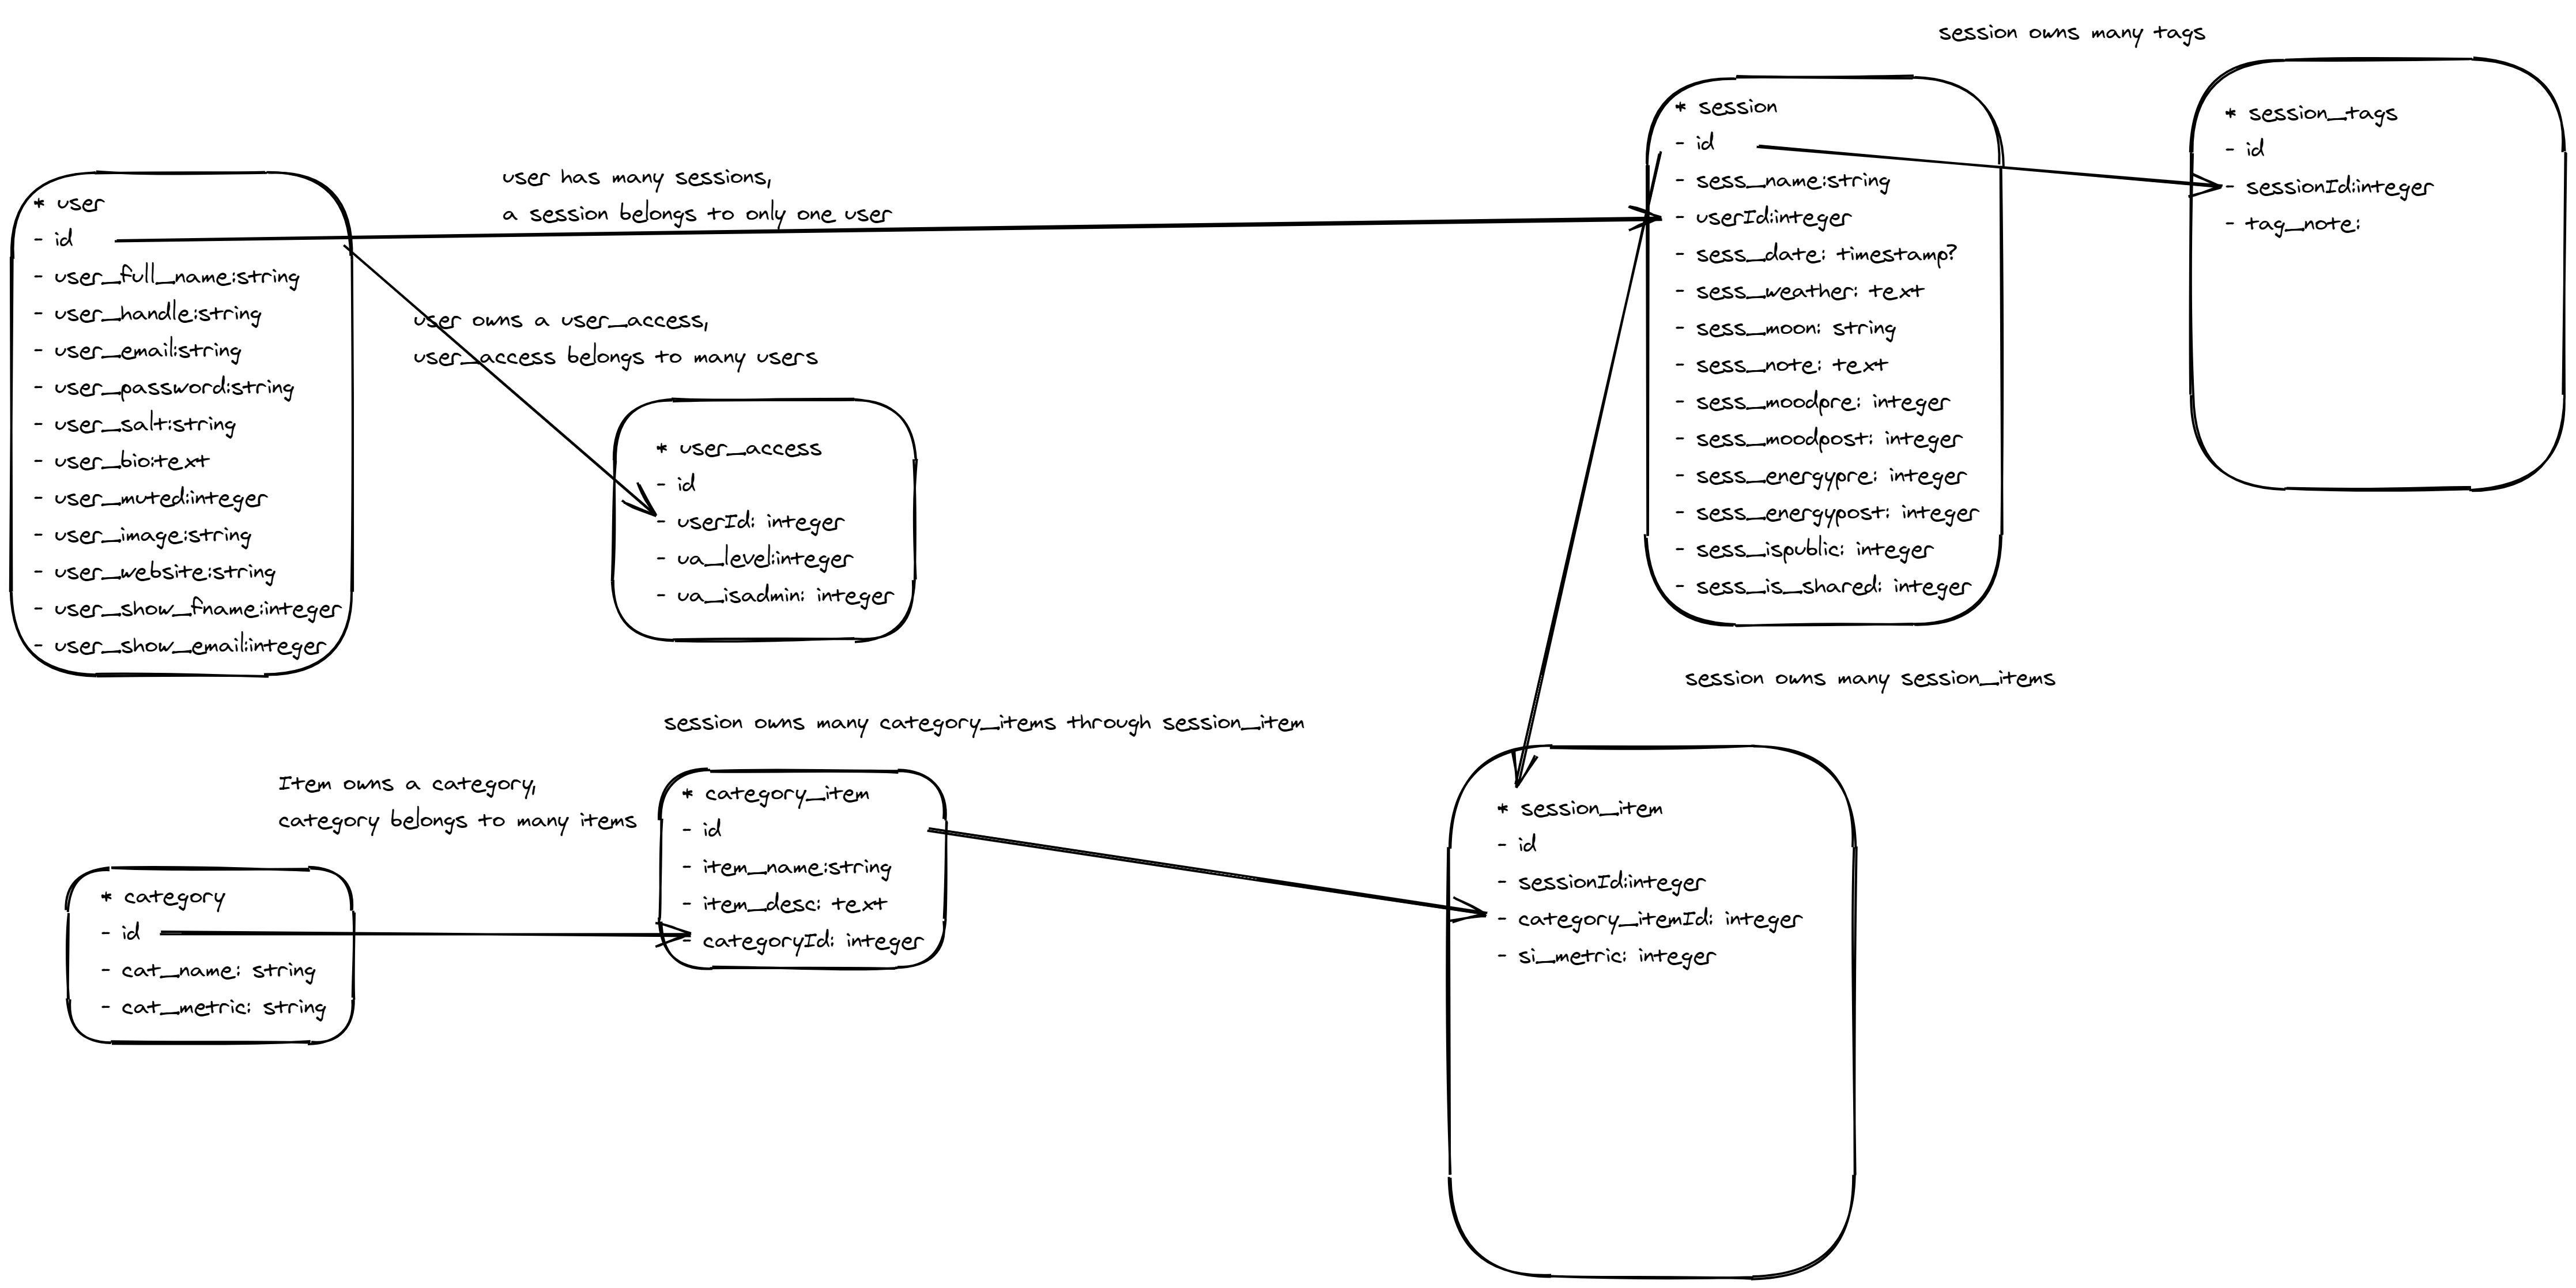 session owns many tags
* session
- id
- sess_name:string
- userId:integer
- sess_date: timestamp?
- sess_weather: text
- sess_moon: string
- sess_note: text
- sess_moodpre: integer
- sess_moodpost: integer
- sess_energypre: integer
- sess_energypost: integer
- sess_ispublic: integer
- sess_is_shared: integer
* session_tags
- id
- sessionId:integer
- tag_note:
user has many sessions,
a session belongs to only one user
* user
- id
- user_full_name:string
- user_handle:string
- user_email:string
- user_password:string
- user_salt:string
- user_bio:text
- user_muted:integer
- user_image:string
- user_website:string
- user_show_fname:integer
- user_show_email:integer
user owns a user_access,
user_access belongs to many users
* user_access
- id
- userId: integer
- ua_level:integer
- ua_isadmin: integer
session owns many session_items
session owns many category_items through session_item
Item owns a category,
category belongs to many items
* category_item
- id
- item_name:string
- item_desc: text
- categoryId: integer
* category
- id
- cat_name: string
- cat_metric: string
* session_item
- id
- sessionId:integer
- category_itemId: integer
- si_metric: integer